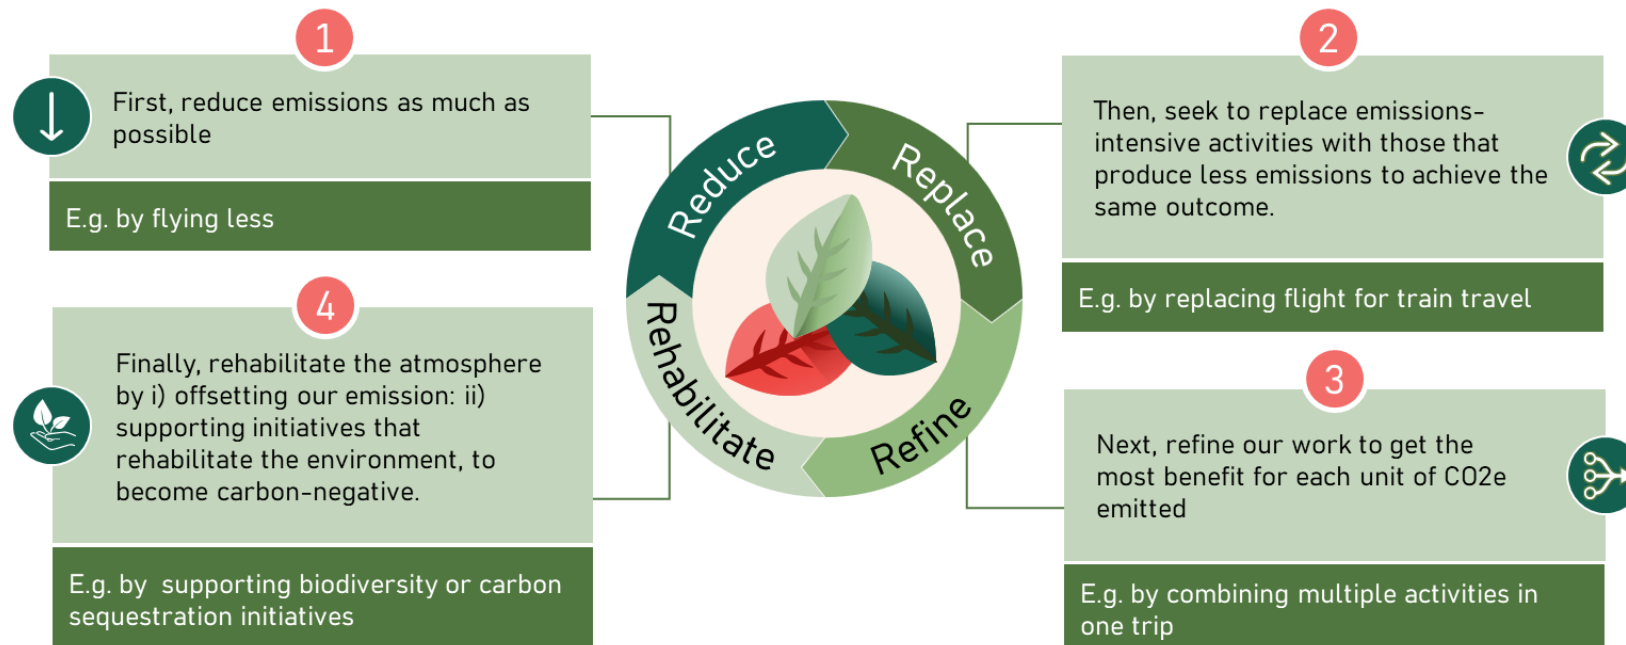 1
First, reduce emissions as much as
possible
E.g. by flying less
2
Then, seek to replace emissions-
intensive activities with those that
produce less emissions to achieve the
same outcome.
E.g. by replacing flight for train travel
3
Next, refine our work to get the
most benefit for each unit of CO2e
emitted
E.g. by combining multiple activities in
one trip
4
Finally, rehabilitate the atmosphere
by i) offsetting our emission: ii)
supporting initiatives that
rehabilitate the environment, to
become carbon-negative.
E.g. by  supporting biodiversity or carbon
sequestration initiatives
Reduce
Replace
Refine
Rehabilitate